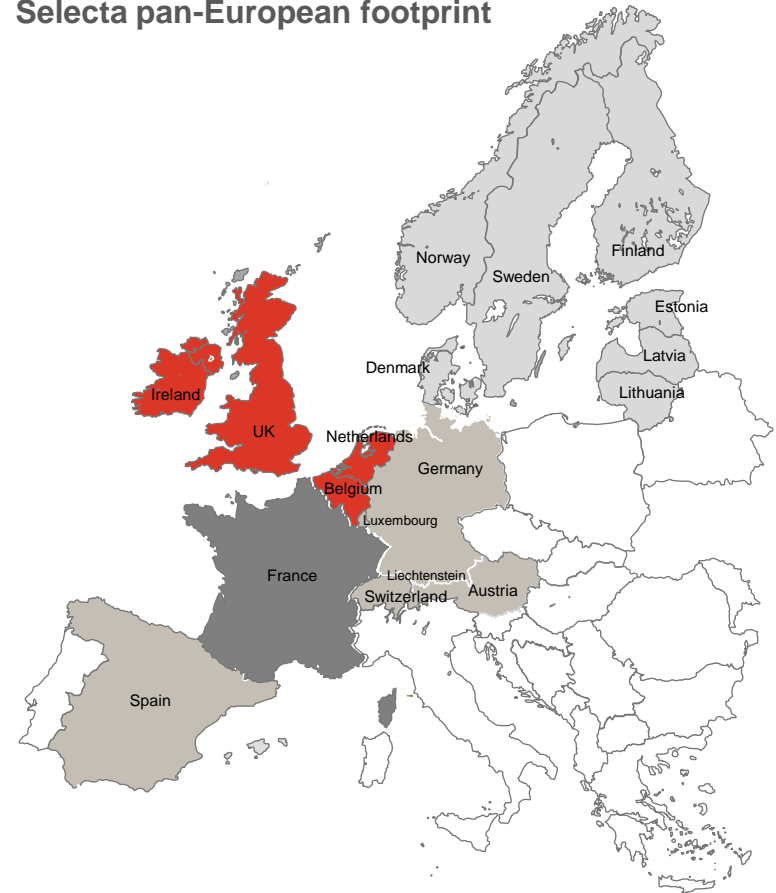 Selecta pan-European footprint
Norway
Finland
Sweden
Estonia
Latvia
Denmark
Lithuania
Ireland
UK
Netherlands
Germany
Belgium
Luxembourg
France
Liechtenstein
Switzerland
Austria
Spain